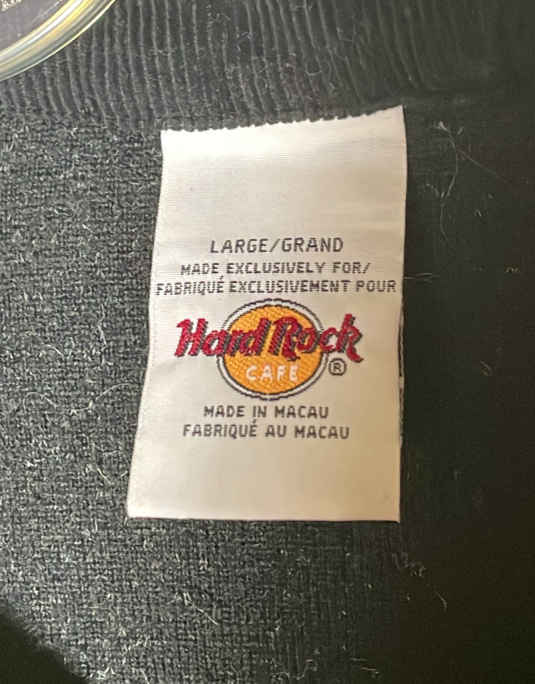 LARGE/GRAND
MADE EXCLUSIVELY FOR/
FABRIQUÉ EXCLUSIVEMENT POUR
Hard Rock
CAFE ®
MADE IN MACAU
FABRIQUÉ AU MACAU